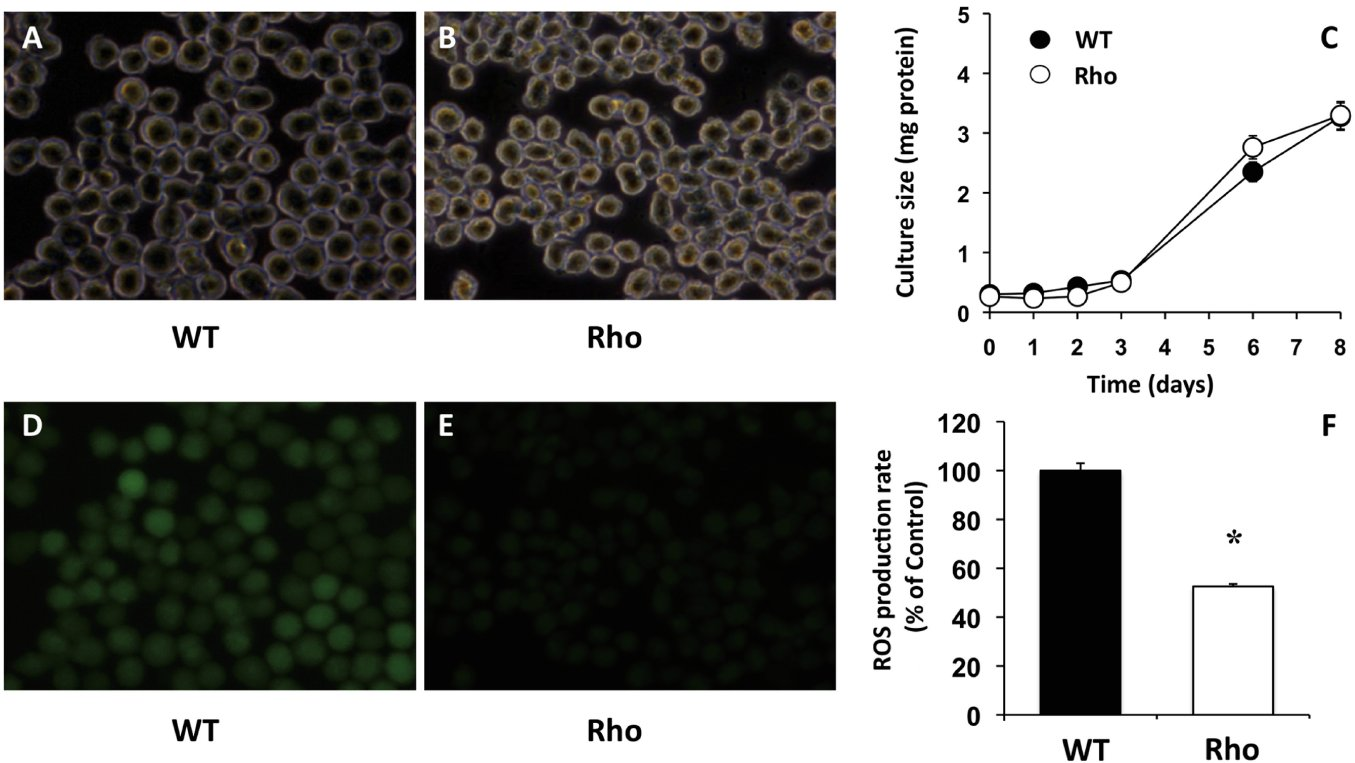 A
B
WT
Rho
5
4
3
2
1
0
Culture size (mg protein)
WT
Rho
C
0 1 2 3 4 5 6 7 8
Time (days)
D
E
WT
Rho
120
100
80
60
40
20
0
ROS production rate
(% of Control)
F
*
WT
Rho